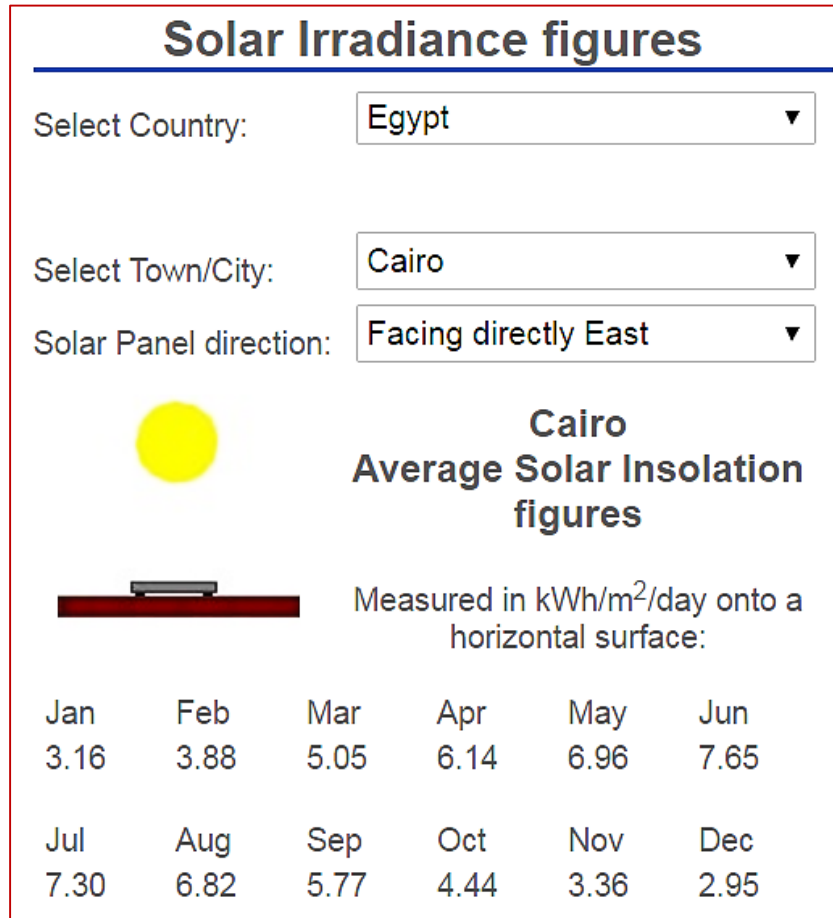 Solar Irradiance figures
Select Country: Egypt ▼
Select Town/City: Cairo ▼
Solar Panel direction: Facing directly East ▼
Cairo
Average Solar Insolation
figures
Measured in kWh/m²/day onto a
horizontal surface:
Jan Feb Mar Apr May Jun
3.16 3.88 5.05 6.14 6.96 7.65
Jul Aug Sep Oct Nov Dec
7.30 6.82 5.77 4.44 3.36 2.95